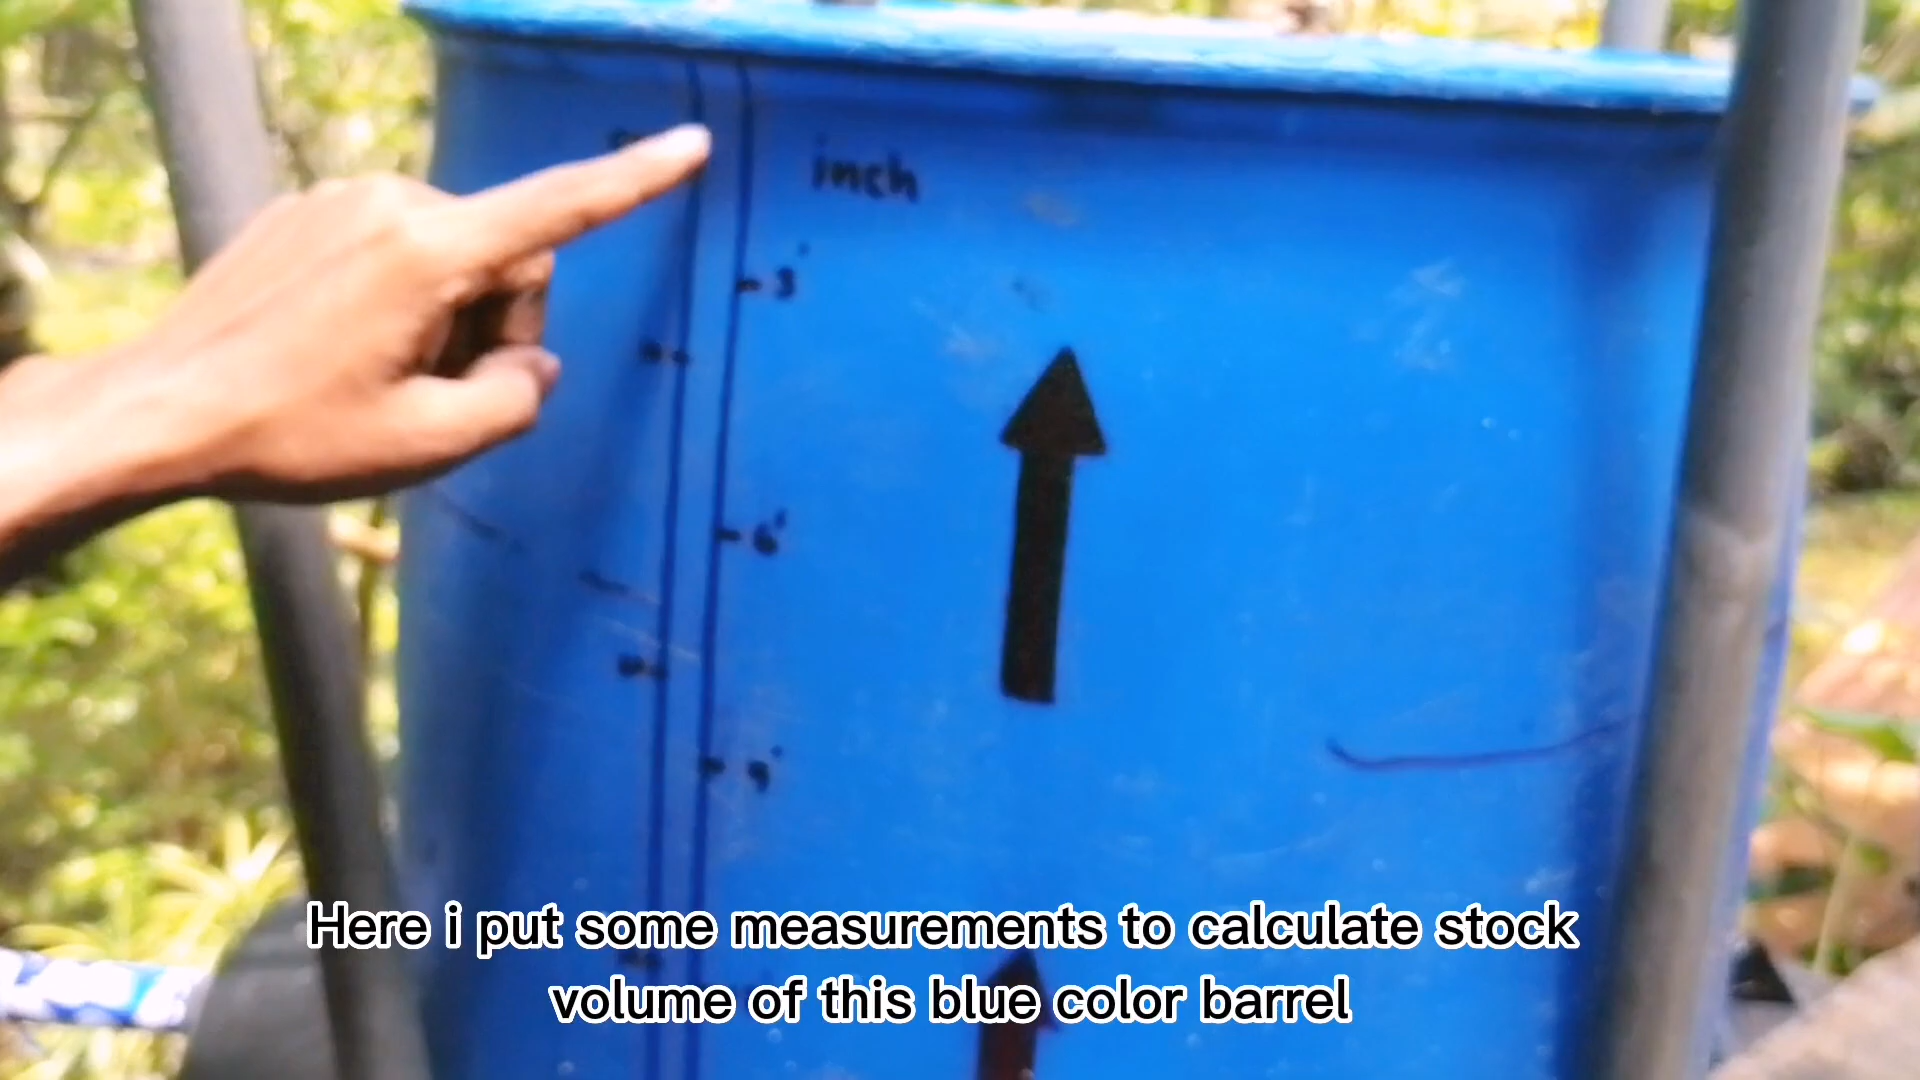 inch
3'
6'
9'
Here i put some measurements to calculate stock
volume of this blue color barrel